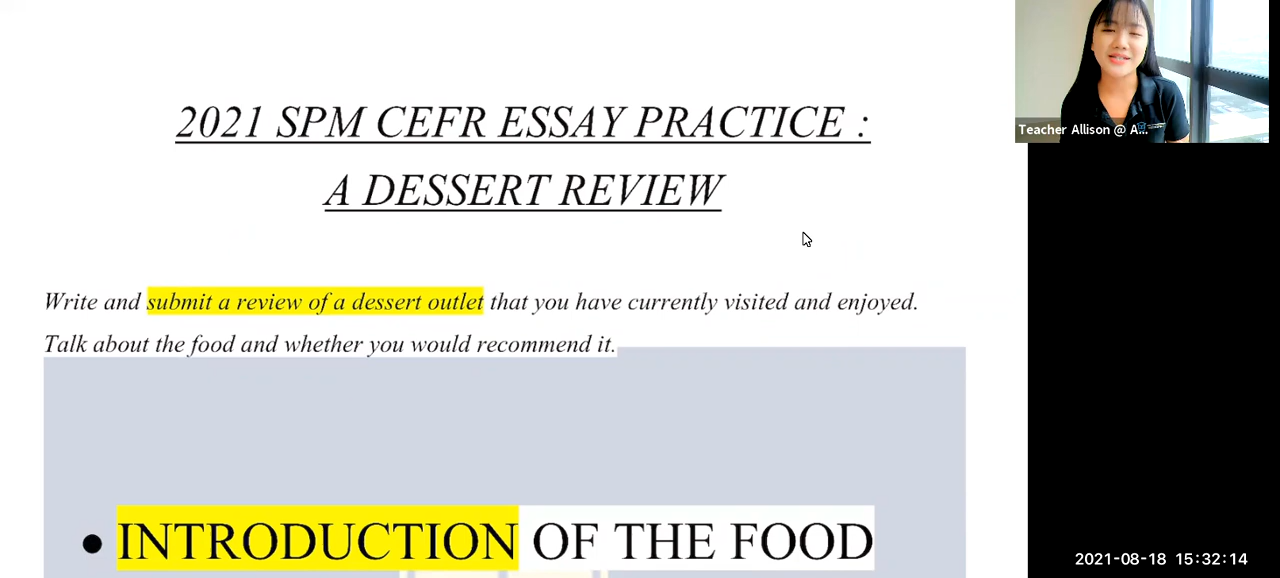 2021 SPM CEFR ESSAY PRACTICE :
A DESSERT REVIEW
Write and submit a review of a dessert outlet that you have currently visited and enjoyed.
Talk about the food and whether you would recommend it.
• INTRODUCTION OF THE FOOD
Teacher Allison @ A...
2021-08-18 15:32:14